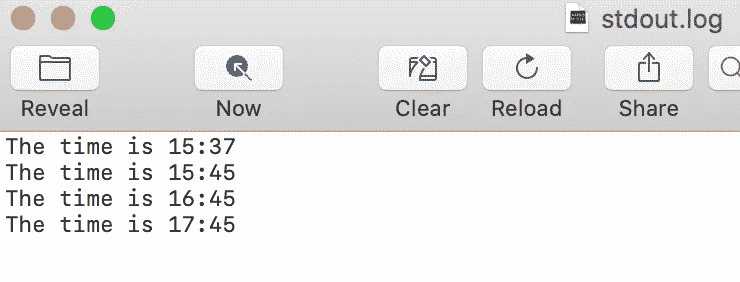 stdout.log
Reveal
Now
Clear
Reload
Share
The time is 15:37
The time is 15:45
The time is 16:45
The time is 17:45